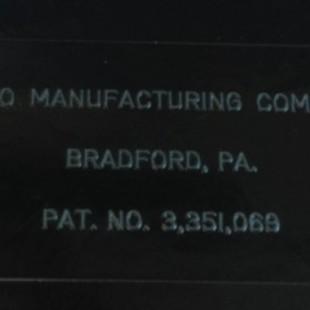 O MANUFACTURING COM
BRADFORD, PA.
PAT. NO. 3,351,069